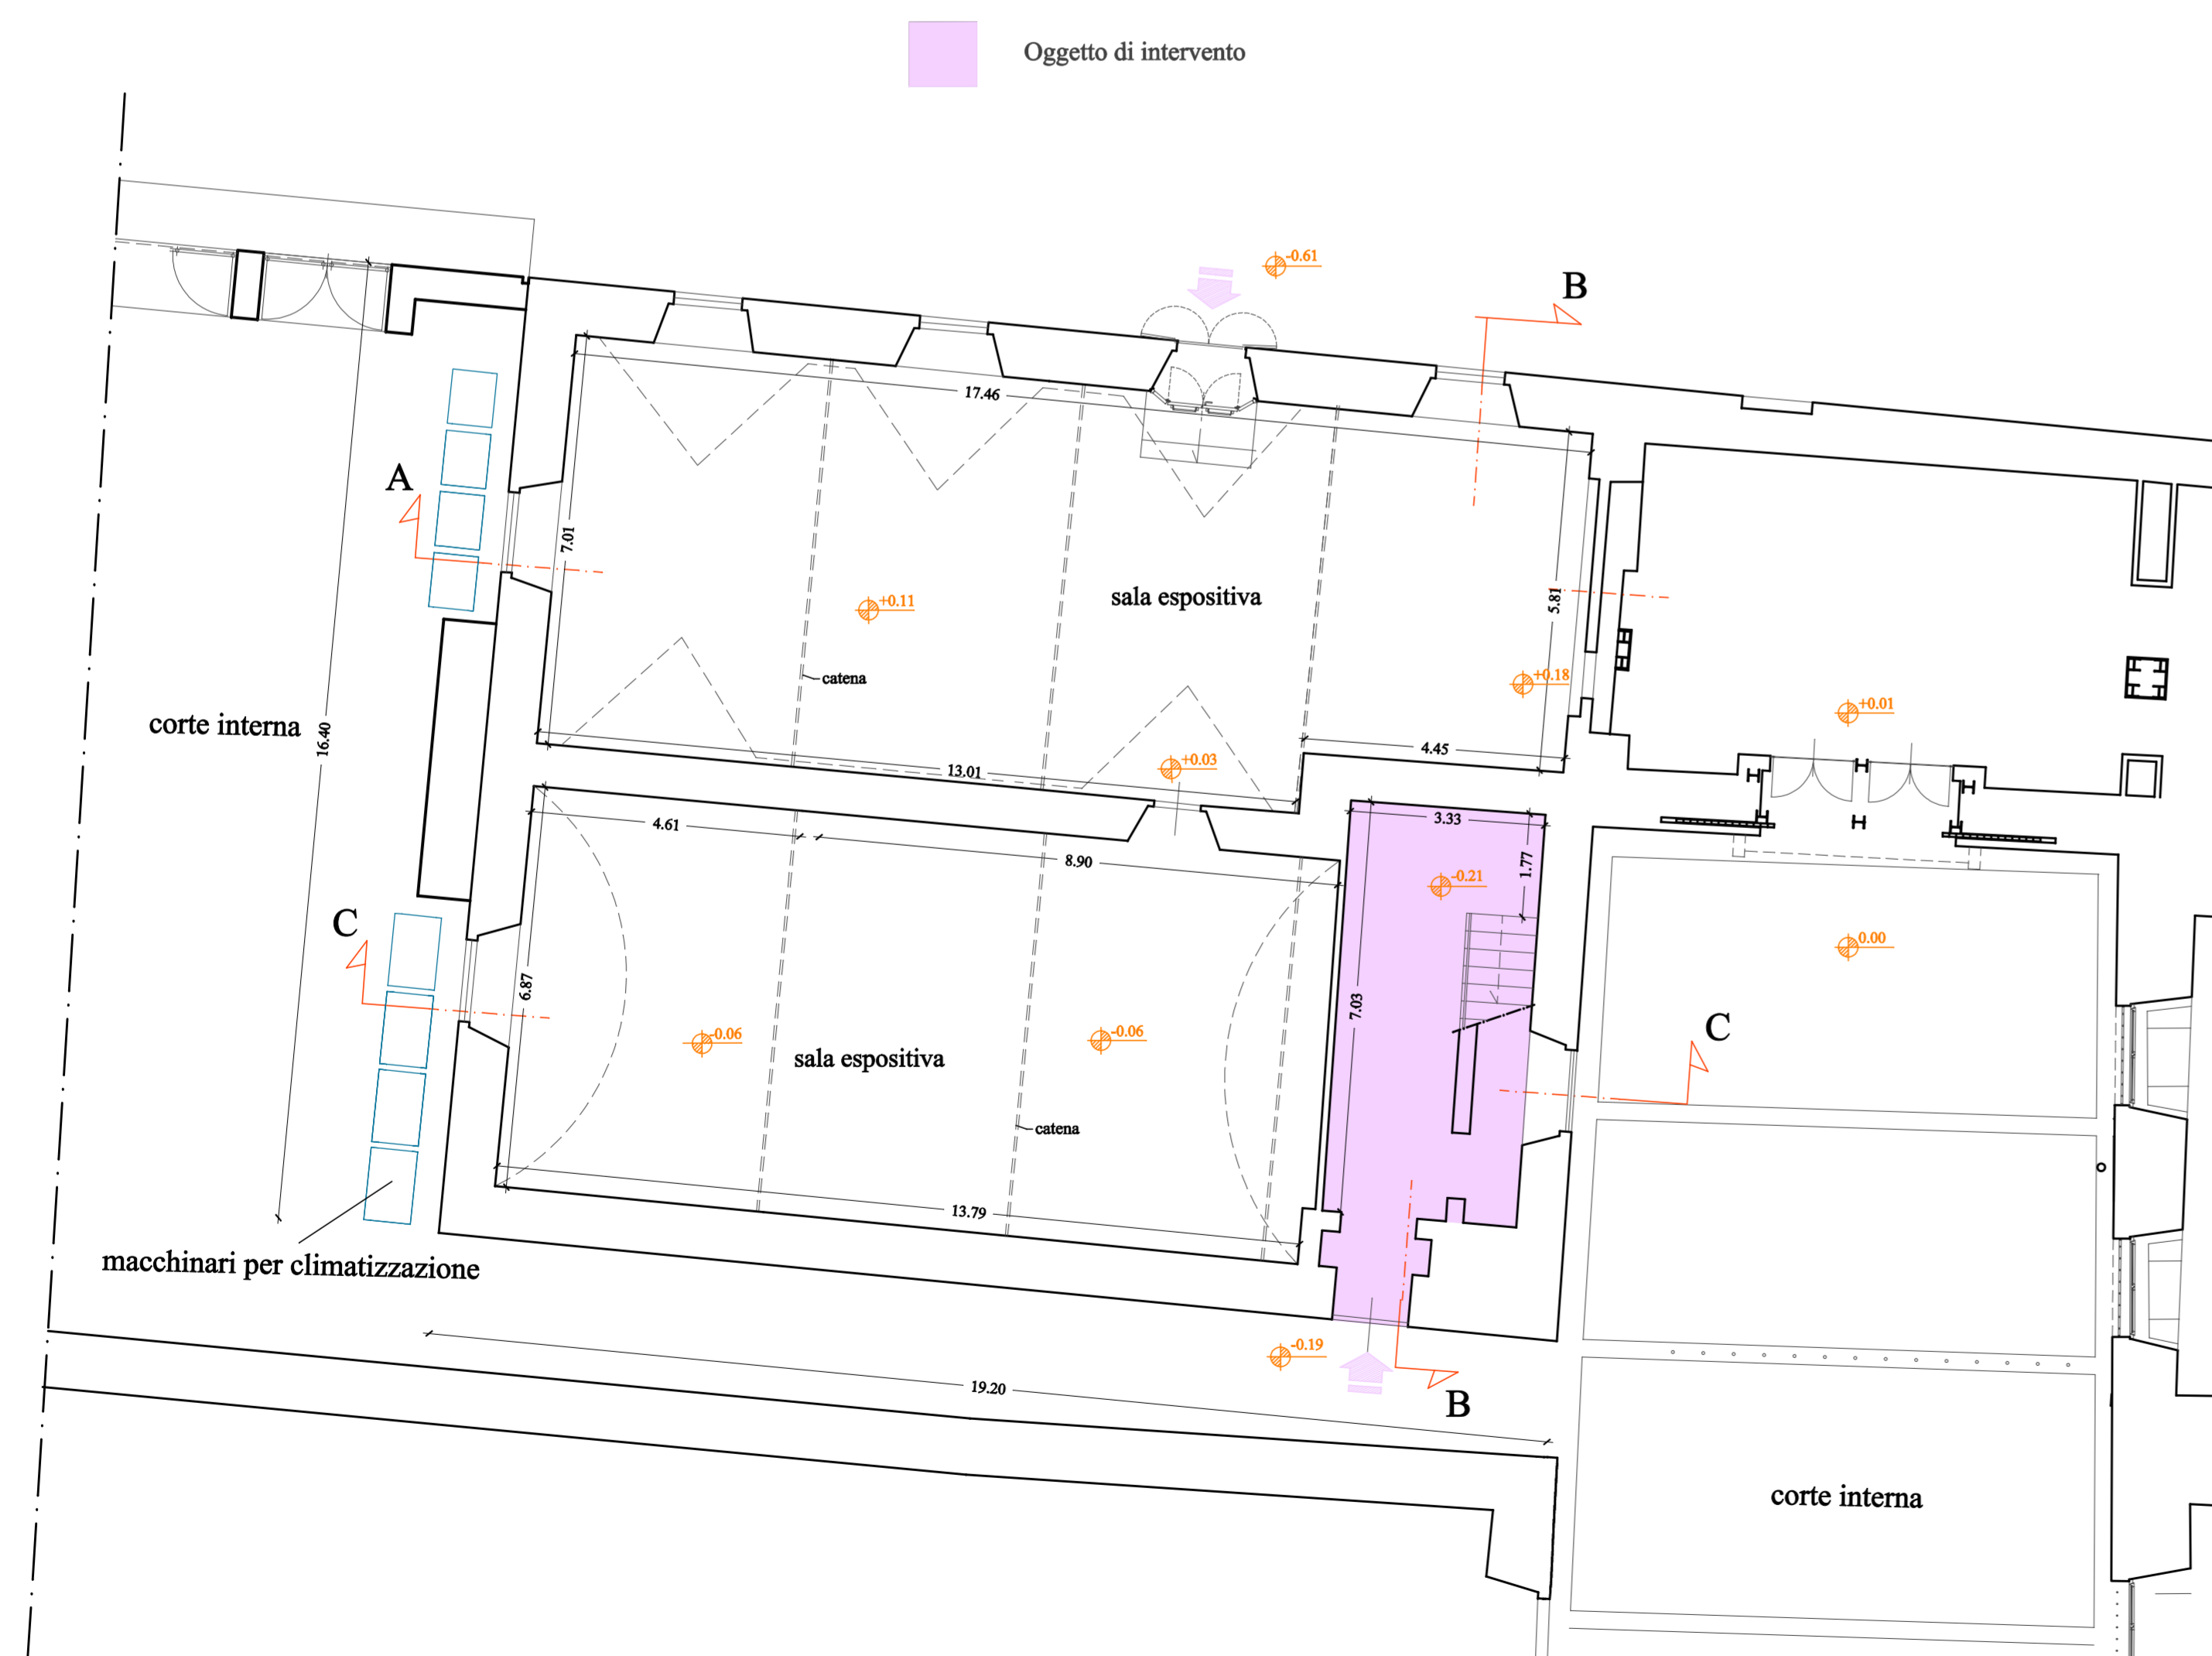 Oggetto di intervento
-0.61
B
17.46
A
7.01
+0.11
sala espositiva
5.81
catena
+0.18
corte interna
16.40
+0.01
+0.03
4.45
13.01
4.61
8.90
3.33
1.77
-0.21
C
0.00
6.87
7.03
-0.06
sala espositiva
-0.06
C
catena
13.79
macchinari per climatizzazione
-0.19
19.20
B
corte interna